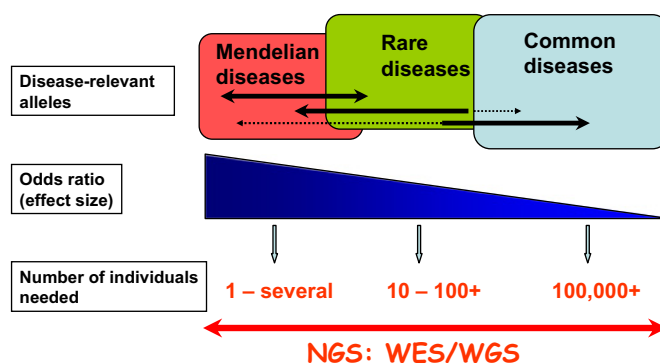 Mendelian
diseases
Rare
diseases
Common
diseases
Disease-relevant
alleles
Odds ratio
(effect size)
Number of individuals
needed
1 – several
10 – 100+
100,000+
NGS: WES/WGS